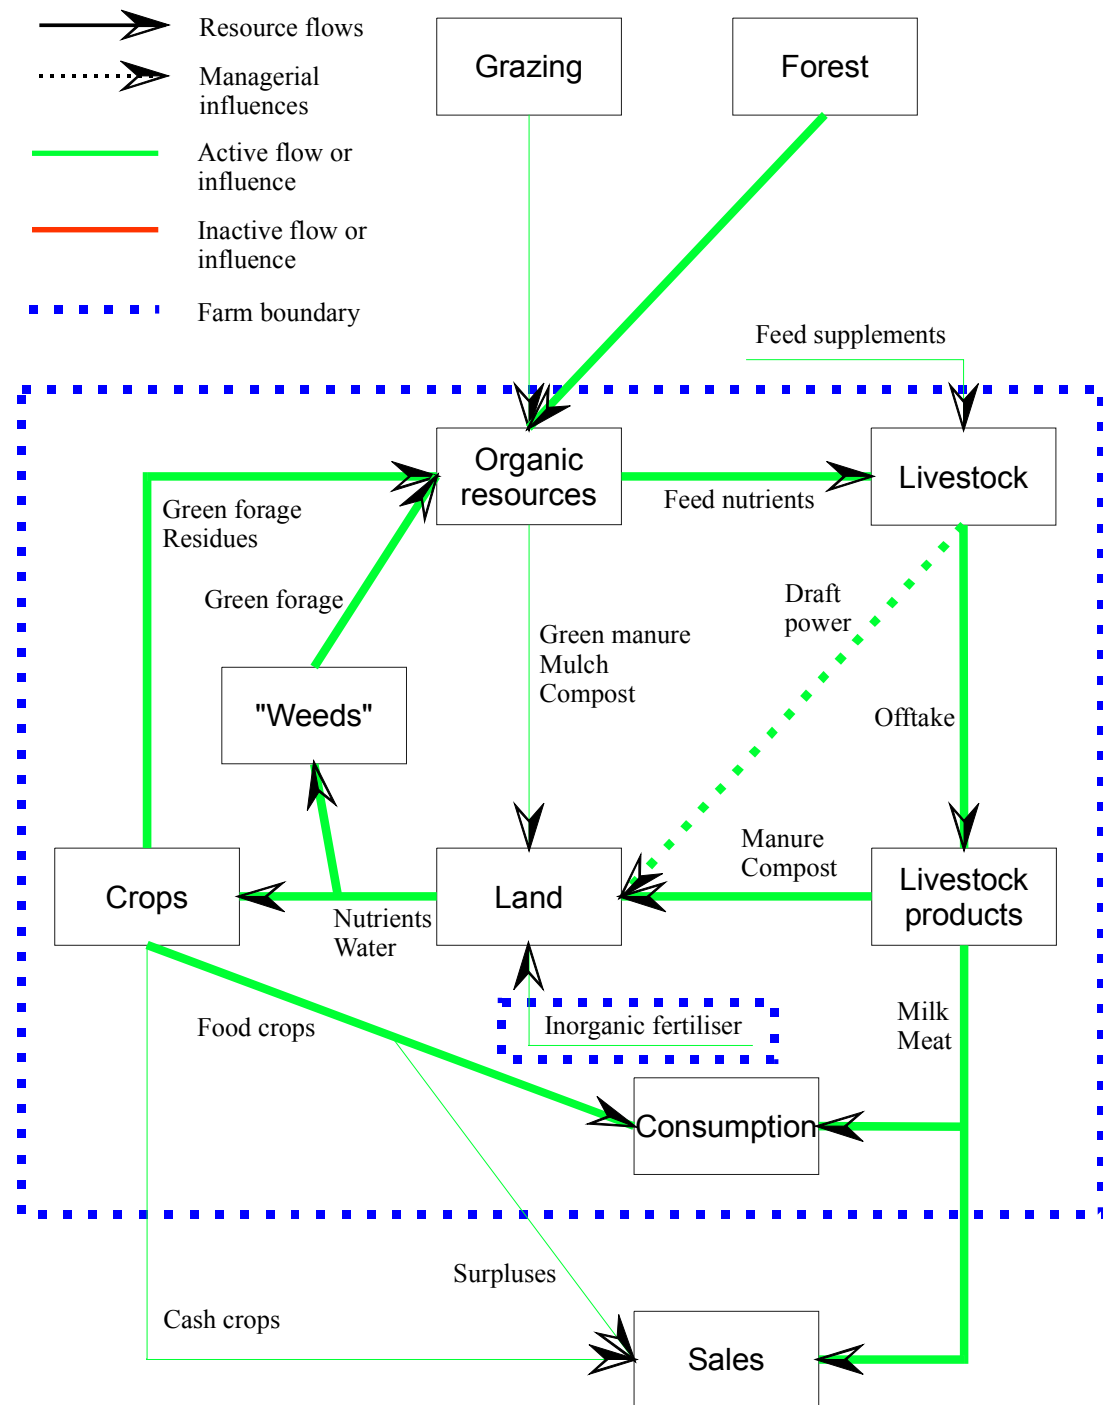 Resource flows
Managerial
influences
Active flow or
influence
Inactive flow or
influence
Farm boundary
Grazing
Forest
Feed supplements
Organic
resources
Livestock
Feed nutrients
Green forage
Residues
Green forage
Draft
power
Green manure
Mulch
Compost
"Weeds"
Offtake
Manure
Compost
Crops
Land
Livestock
products
Nutrients
Water
Food crops
Inorganic fertiliser
Milk
Meat
Consumption
Surpluses
Cash crops
Sales